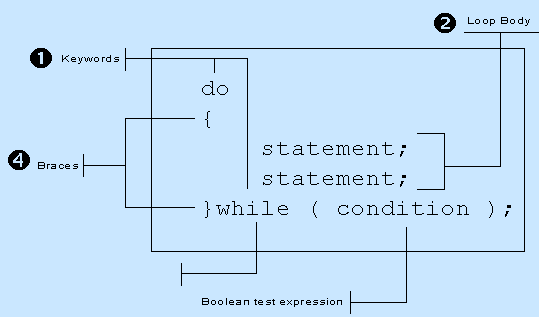 2 Loop Body
1 Keywords
do
{
statement;
4 Braces
statement;
}while ( condition );
Boolean test expression